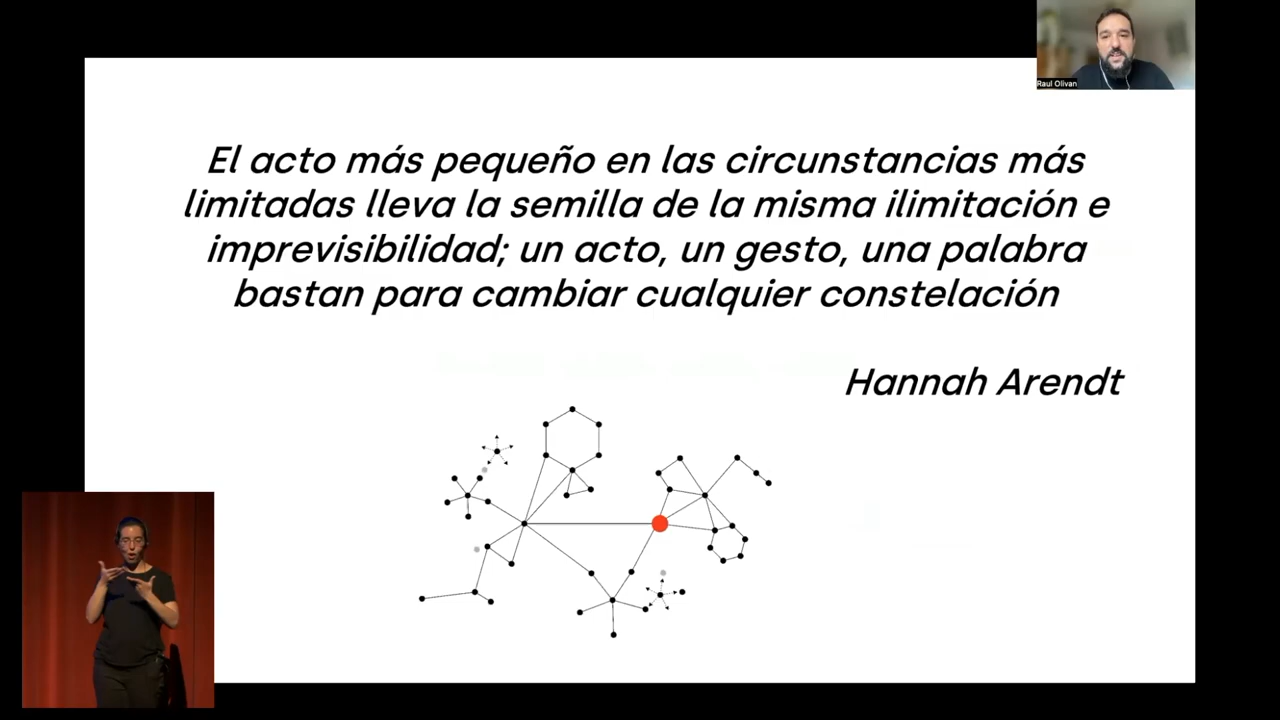 Raul Olivan
El acto más pequeño en las circunstancias más
limitadas lleva la semilla de la misma ilimitación e
imprevisibilidad; un acto, un gesto, una palabra
bastan para cambiar cualquier constelación
Hannah Arendt